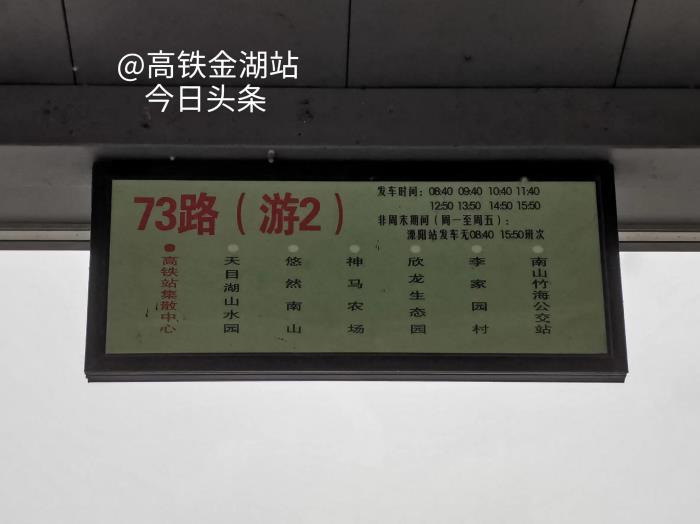 @高铁金湖站
今日头条
73路（游2）
发车时间：08:40 09:40 10:40 11:40
12:50 13:50 14:50 15:50
非周末期间（周一至周五）：
溧阳站发车无08:40 15:50班次
高铁站集散中心
天目湖山水园
悠然南山
神马农场
欣龙生态园
李家园村
南山竹海公交站